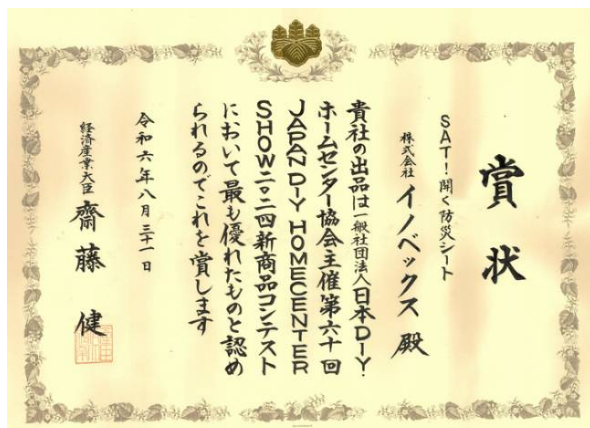 賞状
SAT!開く防災シート
株式会社イノベックス殿
貴社の出品は一般社団法人日本DIY・
ホームセンター協会主催第六十回
JAPAN DIY HOMECENTER
SHOW二〇二四新商品コンテスト
において最も優れたものと認め
られるのでこれを賞します
令和六年八月三十一日
経済産業大臣 齋藤健